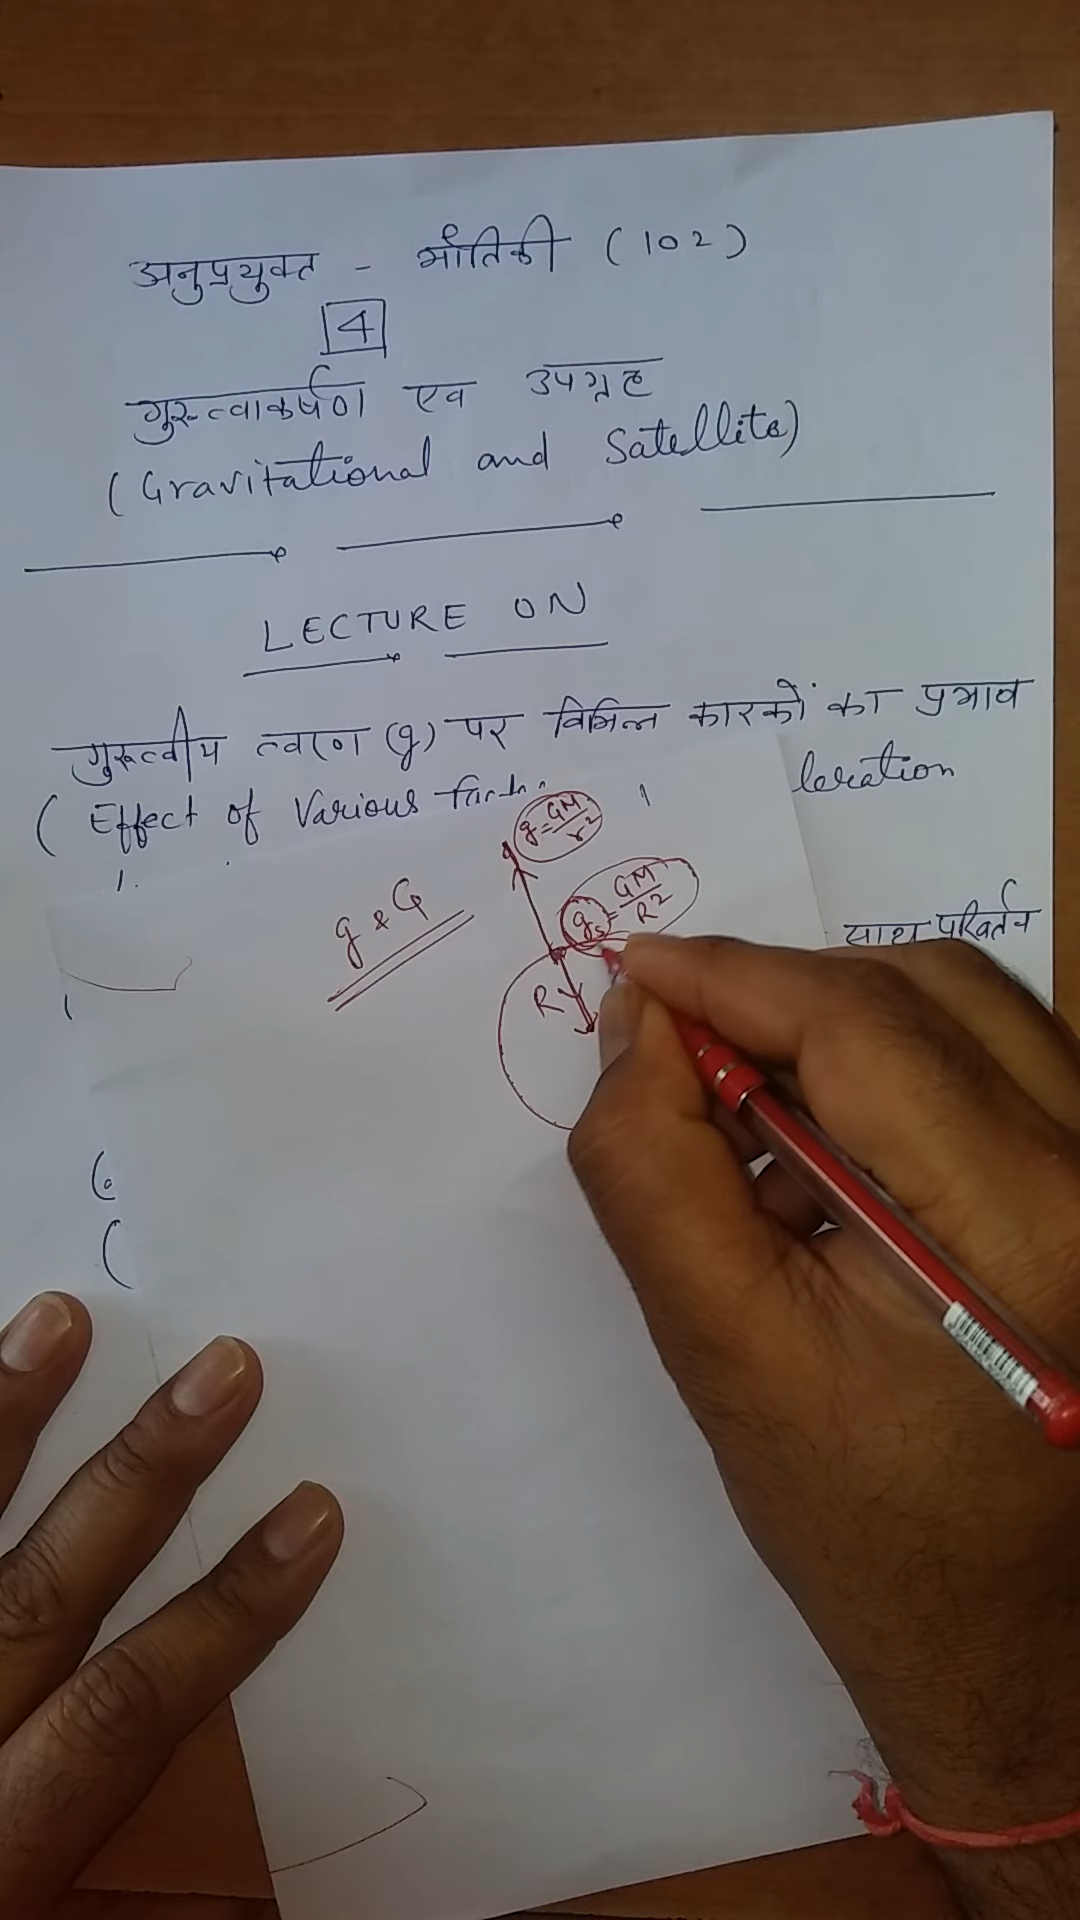 अनुप्रयुक्त - भौतिकी (102)
4
गुरुत्वाकर्षण एव उपग्रह
(Gravitational and Satellite)
LECTURE ON
गुरुत्वीय त्वरण (g) पर विभिन्न कारकों का प्रभाव
( Effect of Various leration
1.
g = GM/r²
g & G
gs = GM/R²
साथ परिवर्तन
R